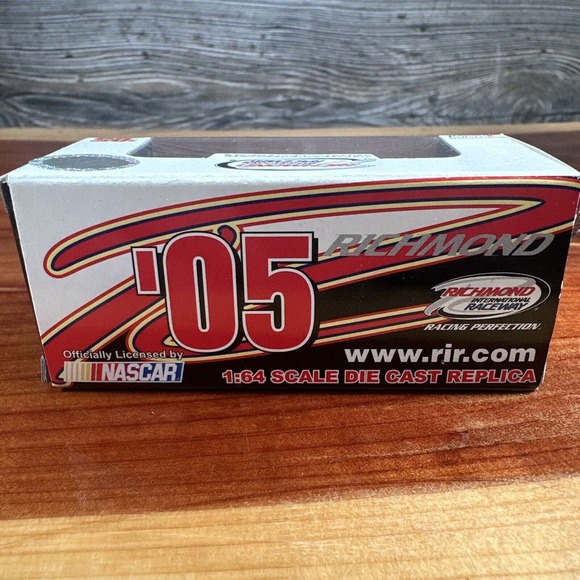 '05
RICHMOND
RICHMOND
INTERNATIONAL
RACEWAY
RACING PERFECTION
Officially Licensed by
NASCAR
www.rir.com
1:64 SCALE DIE CAST REPLICA